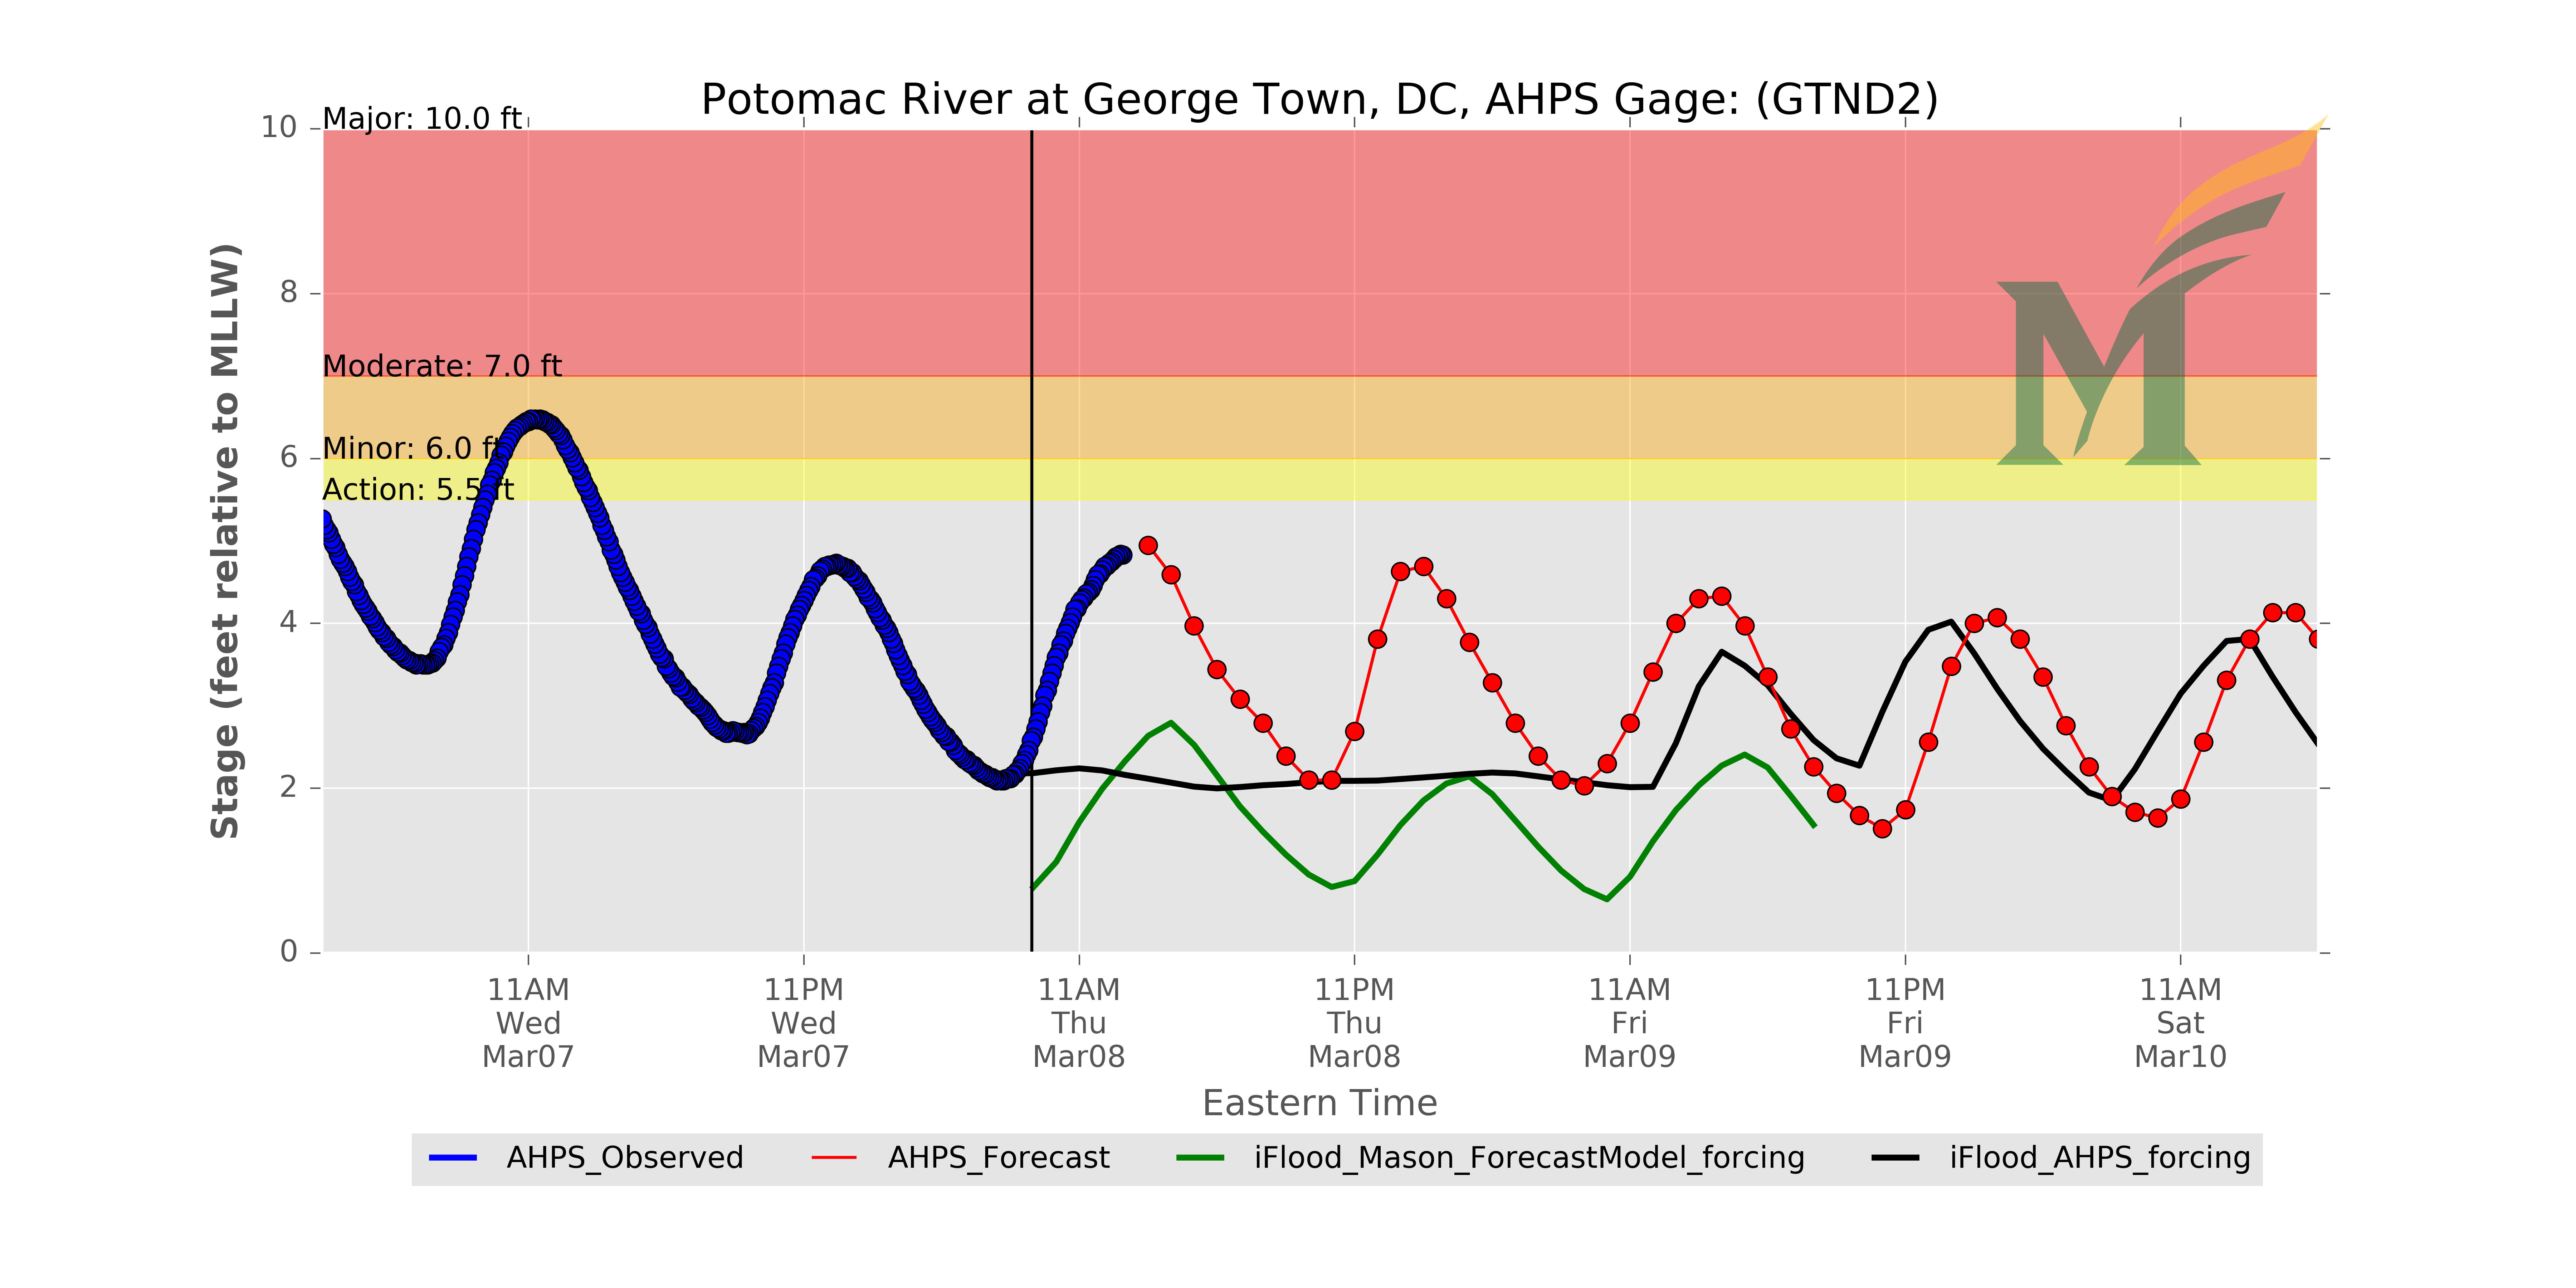 Potomac River at George Town, DC, AHPS Gage: (GTND2)
Major: 10.0 ft
Moderate: 7.0 ft
Minor: 6.0 ft
Action: 5.5 ft
Stage (feet relative to MLLW)
10
8
6
4
2
0
11AM 11PM 11AM 11PM 11AM 11PM 11AM
Wed Wed Thu Thu Fri Fri Sat
Mar07 Mar07 Mar08 Mar08 Mar09 Mar09 Mar10
Eastern Time
AHPS_Observed AHPS_Forecast iFlood_Mason_ForecastModel_forcing iFlood_AHPS_forcing
M